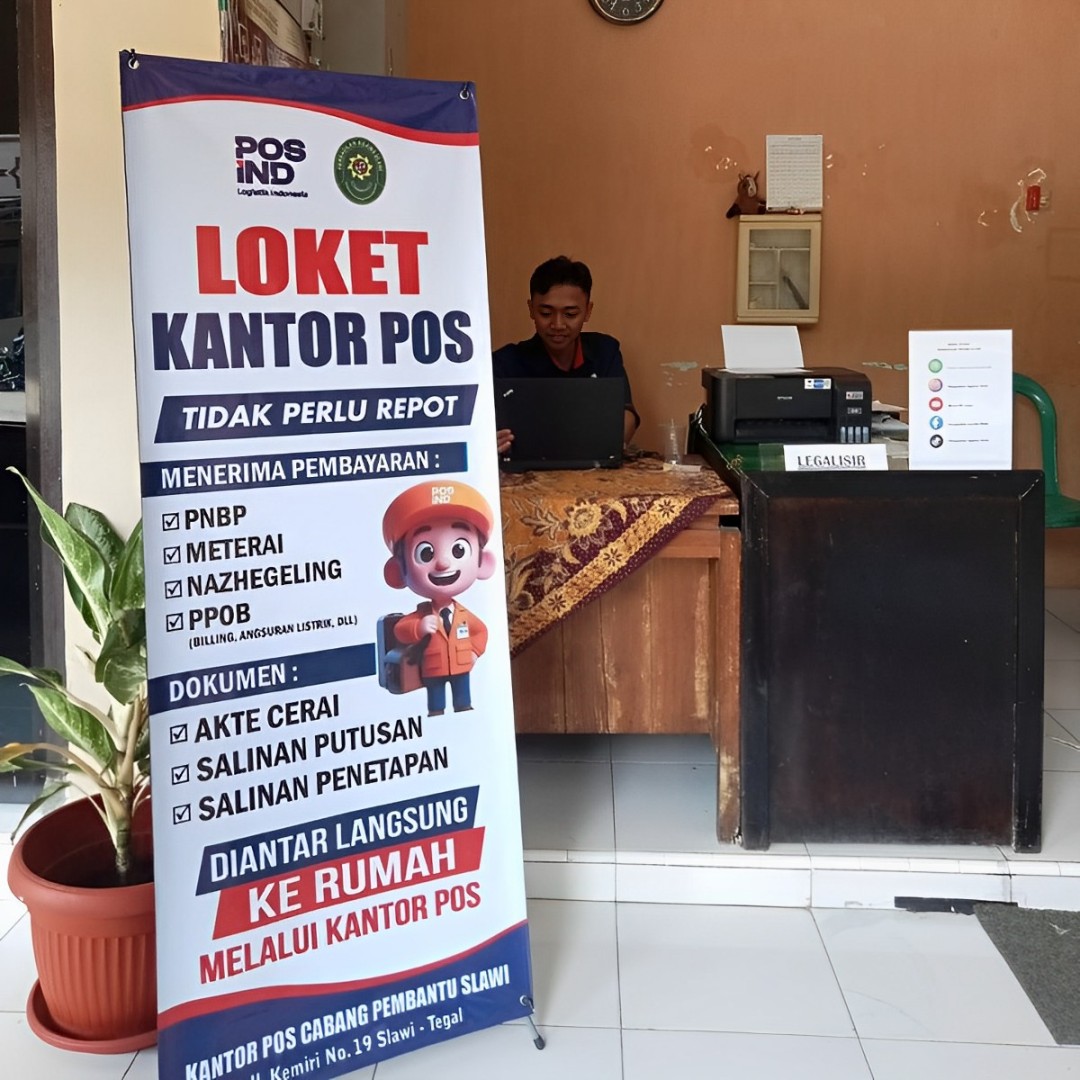 POS
IND
Logistik Indonesia
LOKET
KANTOR POS
TIDAK PERLU REPOT
MENERIMA PEMBAYARAN :
PNBP
METERAI
NAZHEGELING
PPOB
(BILLING, ANGSURAN LISTRIK, DLL)
POS
IND
DOKUMEN :
AKTE CERAI
SALINAN PUTUSAN
SALINAN PENETAPAN
DIANTAR LANGSUNG
KE RUMAH
MELALUI KANTOR POS
KANTOR POS CABANG PEMBANTU SLAWI
Kemiri No. 19 Slawi - Tegal
EPSON
LEGALISIR